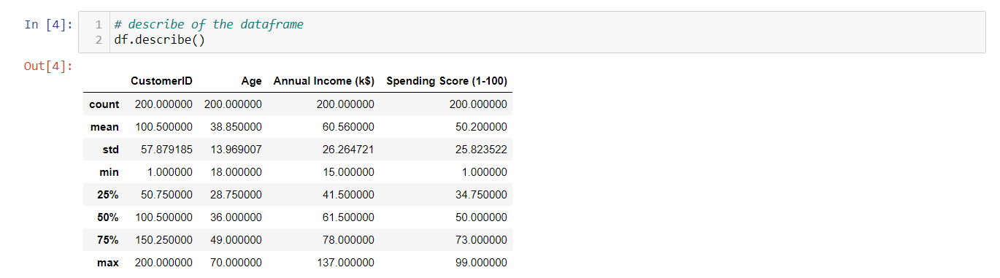 In [4]: 1 # describe of the dataframe
2 df.describe()
Out[4]:
CustomerID Age Annual Income (k$) Spending Score (1-100)
count 200.000000 200.000000 200.000000 200.000000
mean 100.500000 38.850000 60.560000 50.200000
std 57.879185 13.969007 26.264721 25.823522
min 1.000000 18.000000 15.000000 1.000000
25% 50.750000 28.750000 41.500000 34.750000
50% 100.500000 36.000000 61.500000 50.000000
75% 150.250000 49.000000 78.000000 73.000000
max 200.000000 70.000000 137.000000 99.000000